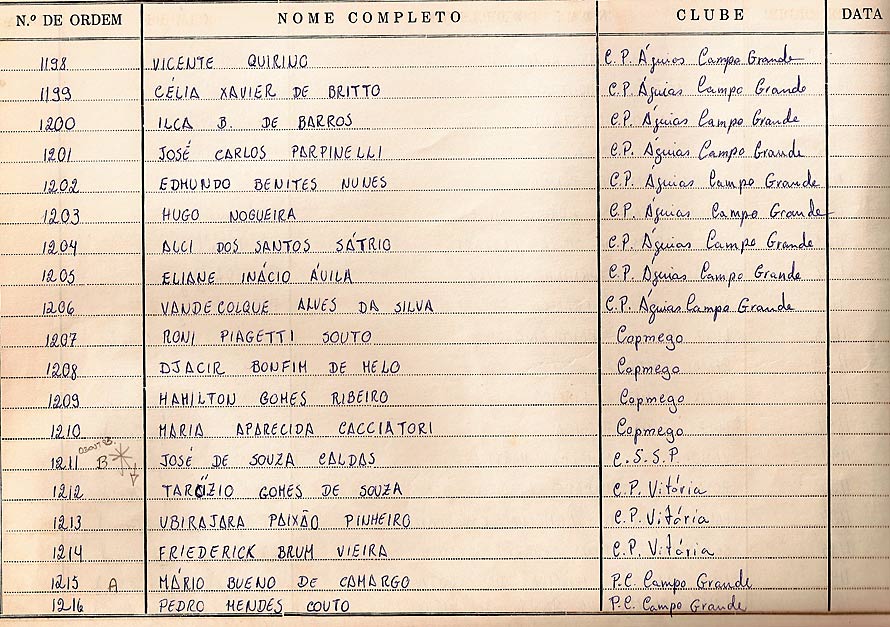 N.º DE ORDEM NOME COMPLETO CLUBE DATA
1198 VICENTE QUIRINO C.P. Águias Campo Grande
1199 CÉLIA XAVIER DE BRITTO C.P. Águias Campo Grande
1200 ILCA B. DE BARROS C.P. Águias Campo Grande
1201 JOSÉ CARLOS PARPINELLI C.P. Águias Campo Grande
1202 EDMUNDO BENITES NUNES C.P. Águias Campo Grande
1203 HUGO NOGUEIRA C.P. Águias Campo Grande
1204 ALCI DOS SANTOS SÁTRIO C.P. Águias Campo Grande
1205 ELIANE INÁCIO ÁVILA C.P. Águias Campo Grande
1206 VANDECOLQUE ALVES DA SILVA C.P. Águias Campo Grande
1207 RONI PIAGETTI SOUTO Copmego
1208 DJACIR BONFIM DE MELO Copmego
1209 HAMILTON GOMES RIBEIRO Copmego
1210 MARIA APARECIDA CACCIATORI Copmego
1211 B JOSÉ DE SOUZA CALDAS C.S.S.P
1212 GOMES DE SOUZA C.P. Vitória
1213 UBIRAJARA PAIXÃO PINHEIRO C.P. Vitória
1214 FRIEDERICK BRUM VIEIRA C.P. Vitória
1215 A MÁRIO BUENO DE CAMARGO P.C. Campo Grande
1216 PEDRO MENDES COUTO P.C. Campo Grande